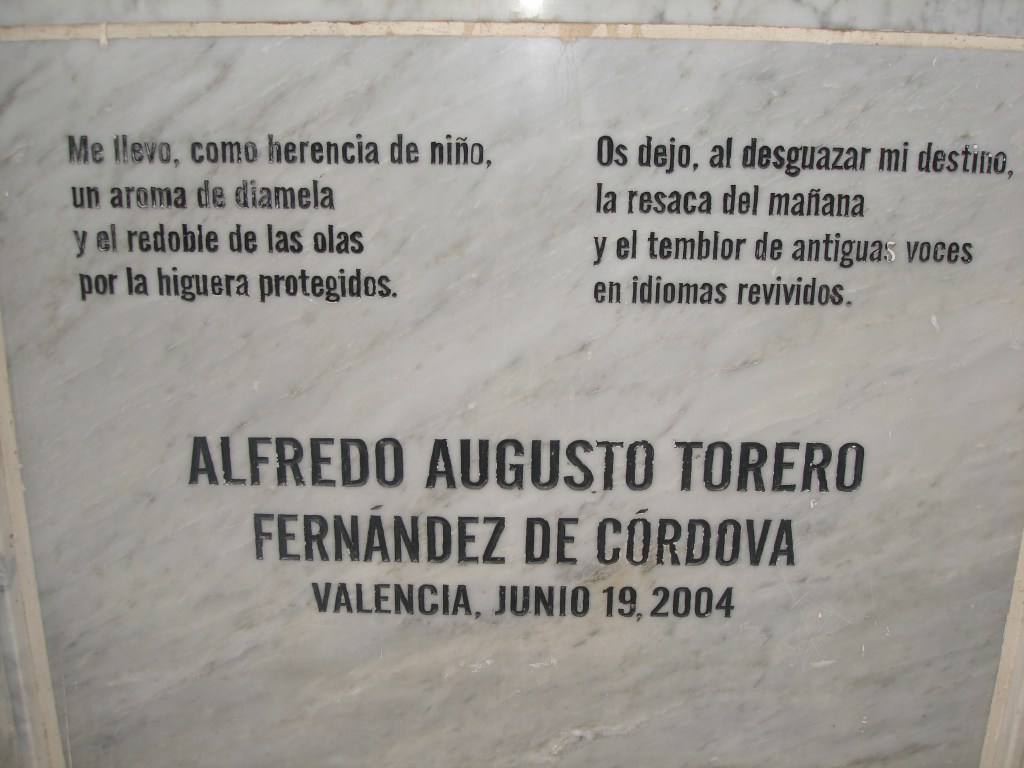 Me llevo, como herencia de niño,
un aroma de diamela
y el redoble de las olas
por la higuera protegidos.
Os dejo, al desguazar mi destino,
la resaca del mañana
y el temblor de antiguas voces
en idiomas revividos.
ALFREDO AUGUSTO TORERO
FERNÁNDEZ DE CÓRDOVA
VALENCIA, JUNIO 19, 2004